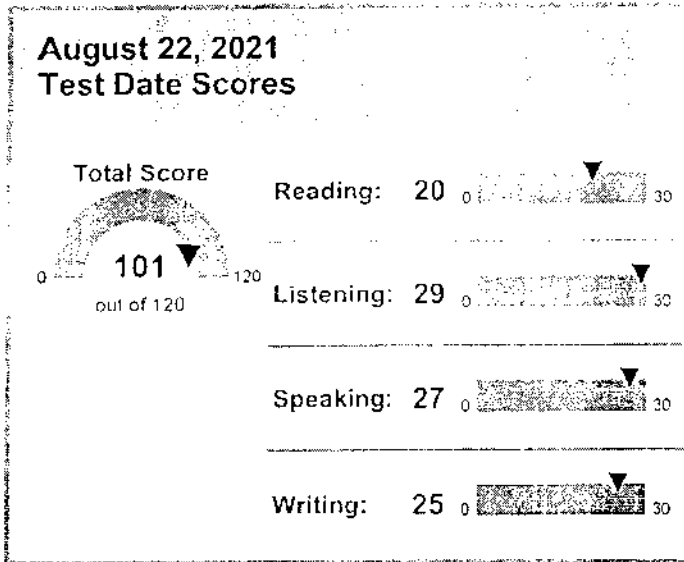 August 22, 2021
Test Date Scores
Total Score
0
101
120
out of 120
Reading: 20 0 30
Listening: 29 0 30
Speaking: 27 0 30
Writing: 25 0 30